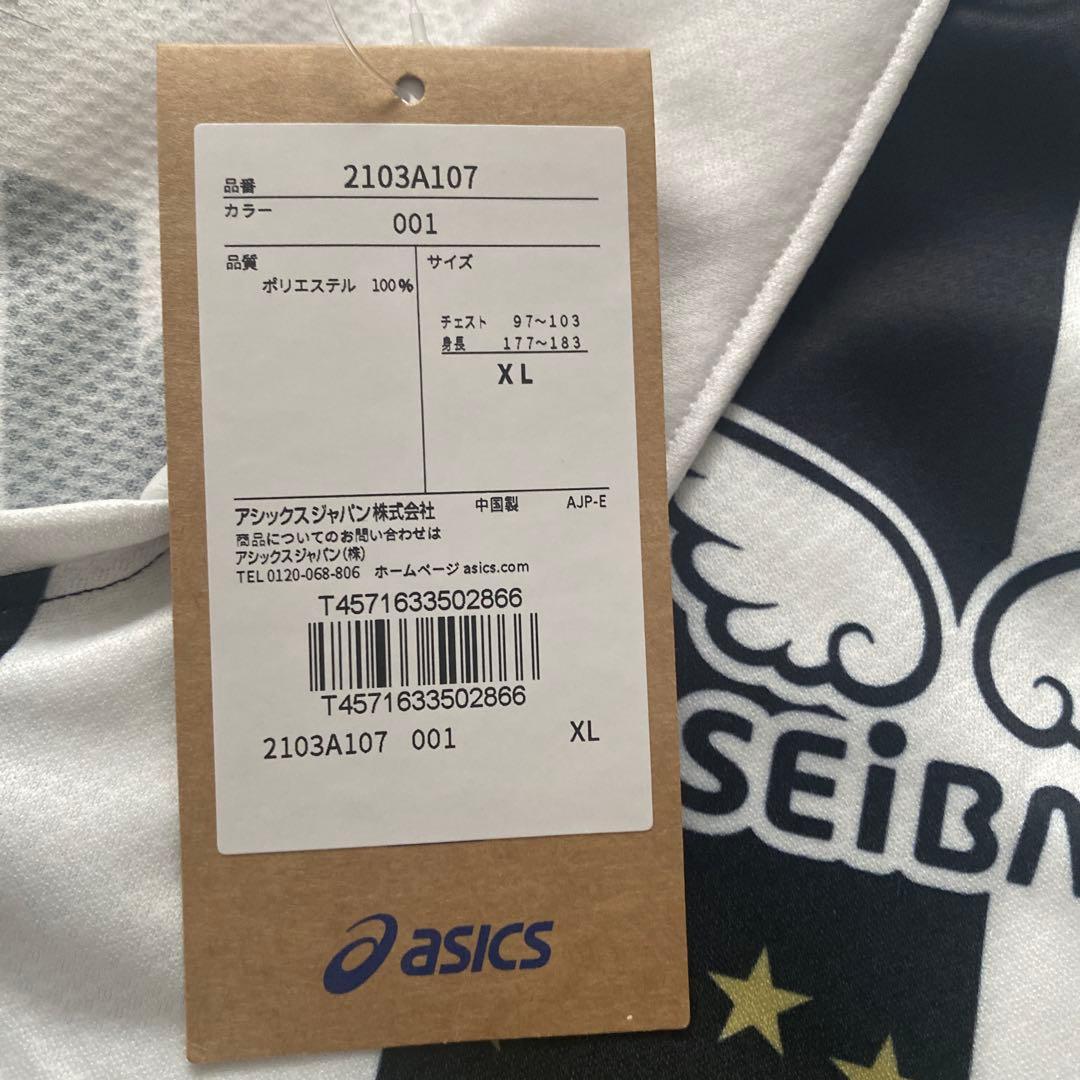 品番 2103A107
カラー
001
品質
ポリエステル 100%
サイズ
チェスト 97～103
身長 177～183
XL
アシックスジャパン株式会社 中国製 AJP-E
商品についてのお問い合わせは
アシックスジャパン(株)
TEL 0120-068-806 ホームページ asics.com
T4571633502866
T4571633502866
2103A107 001 XL
asics
SEiBA